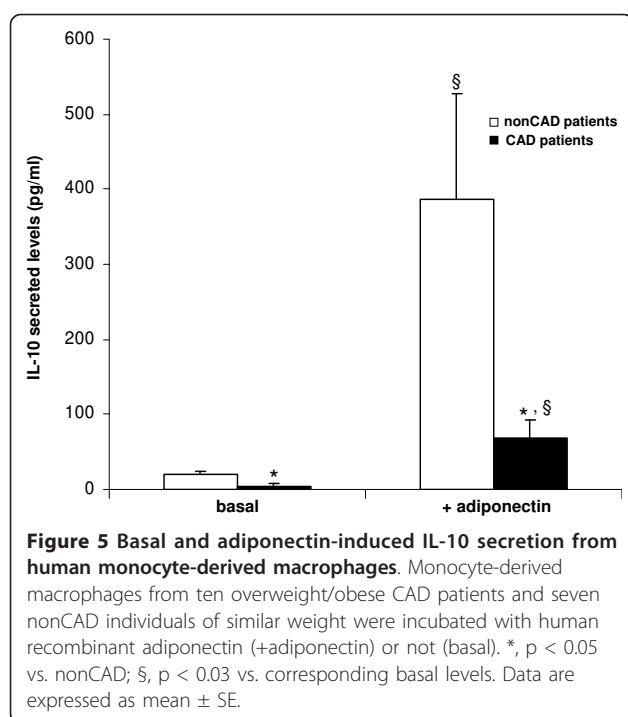 600
500
400
300
200
100
0
IL-10 secreted levels (pg/ml)
§
nonCAD patients
CAD patients
*
*, §
basal
+ adiponectin
Figure 5 Basal and adiponectin-induced IL-10 secretion from
human monocyte-derived macrophages. Monocyte-derived
macrophages from ten overweight/obese CAD patients and seven
nonCAD individuals of similar weight were incubated with human
recombinant adiponectin (+adiponectin) or not (basal). *, p < 0.05
vs. nonCAD; §, p < 0.03 vs. corresponding basal levels. Data are
expressed as mean ± SE.